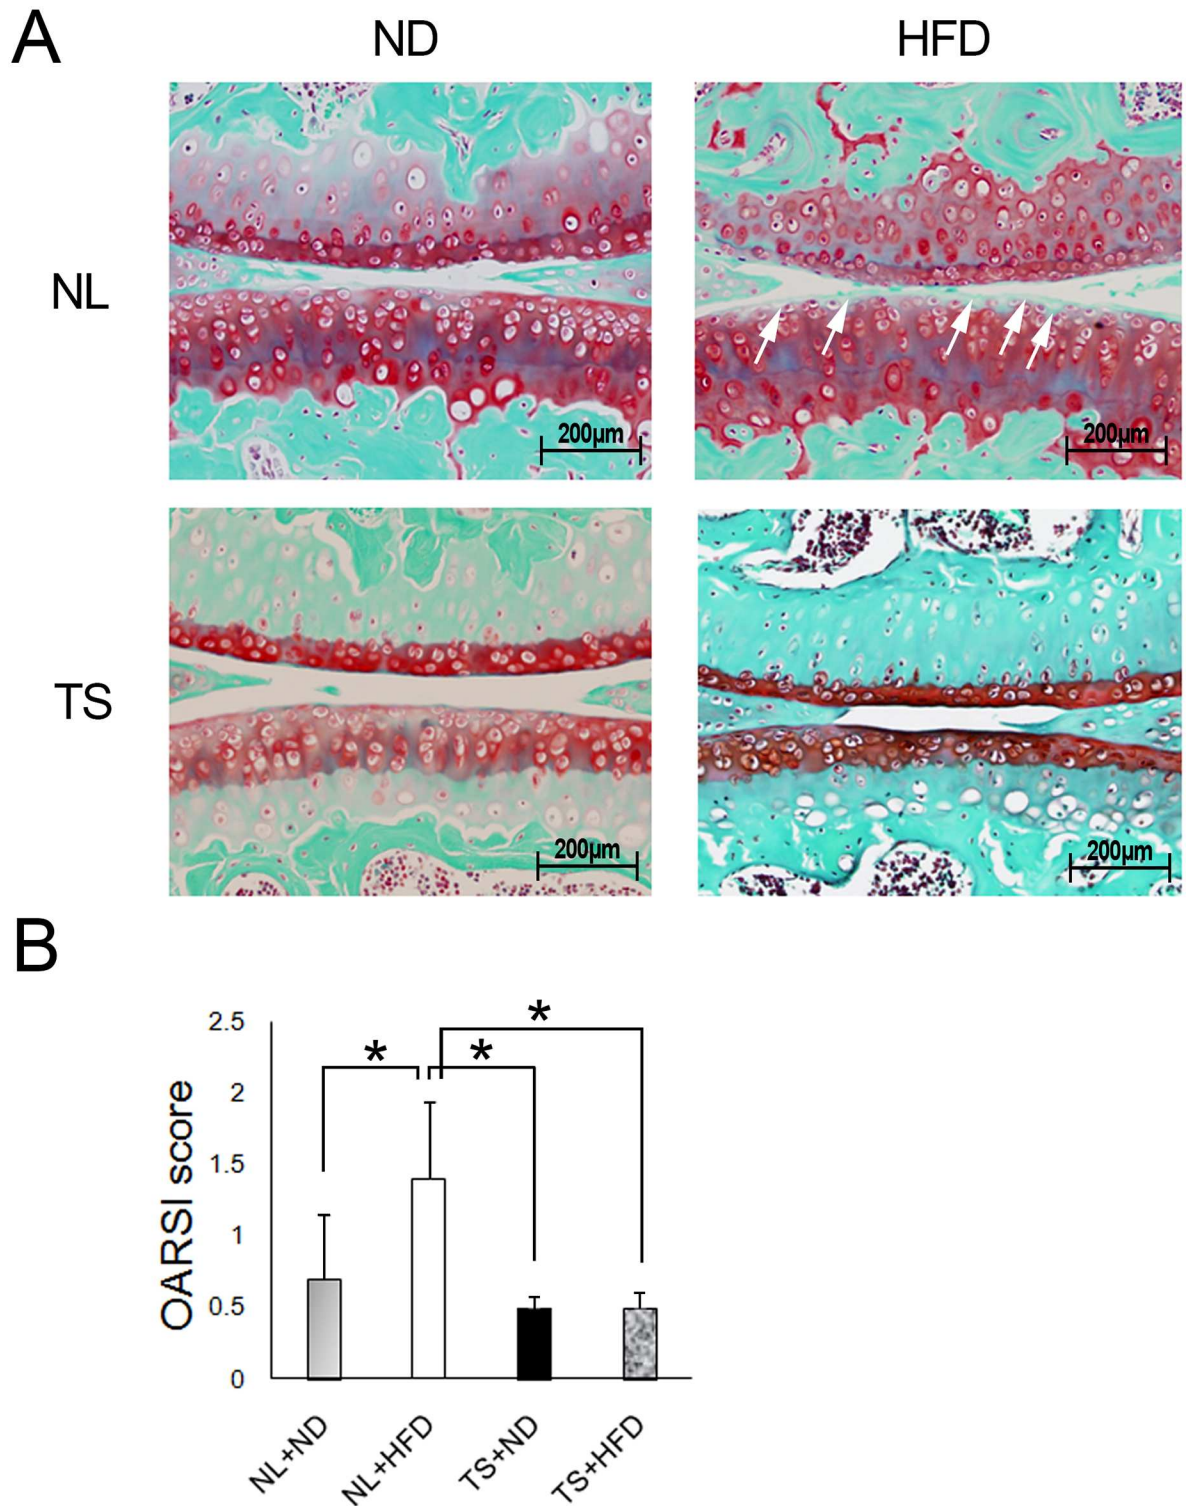 A
ND
HFD
NL
200µm
200µm
TS
200µm
200µm
B
*
*
*
OARSI score
2.5
2
1.5
1
0.5
0
NL+ND
NL+HFD
TS+ND
TS+HFD